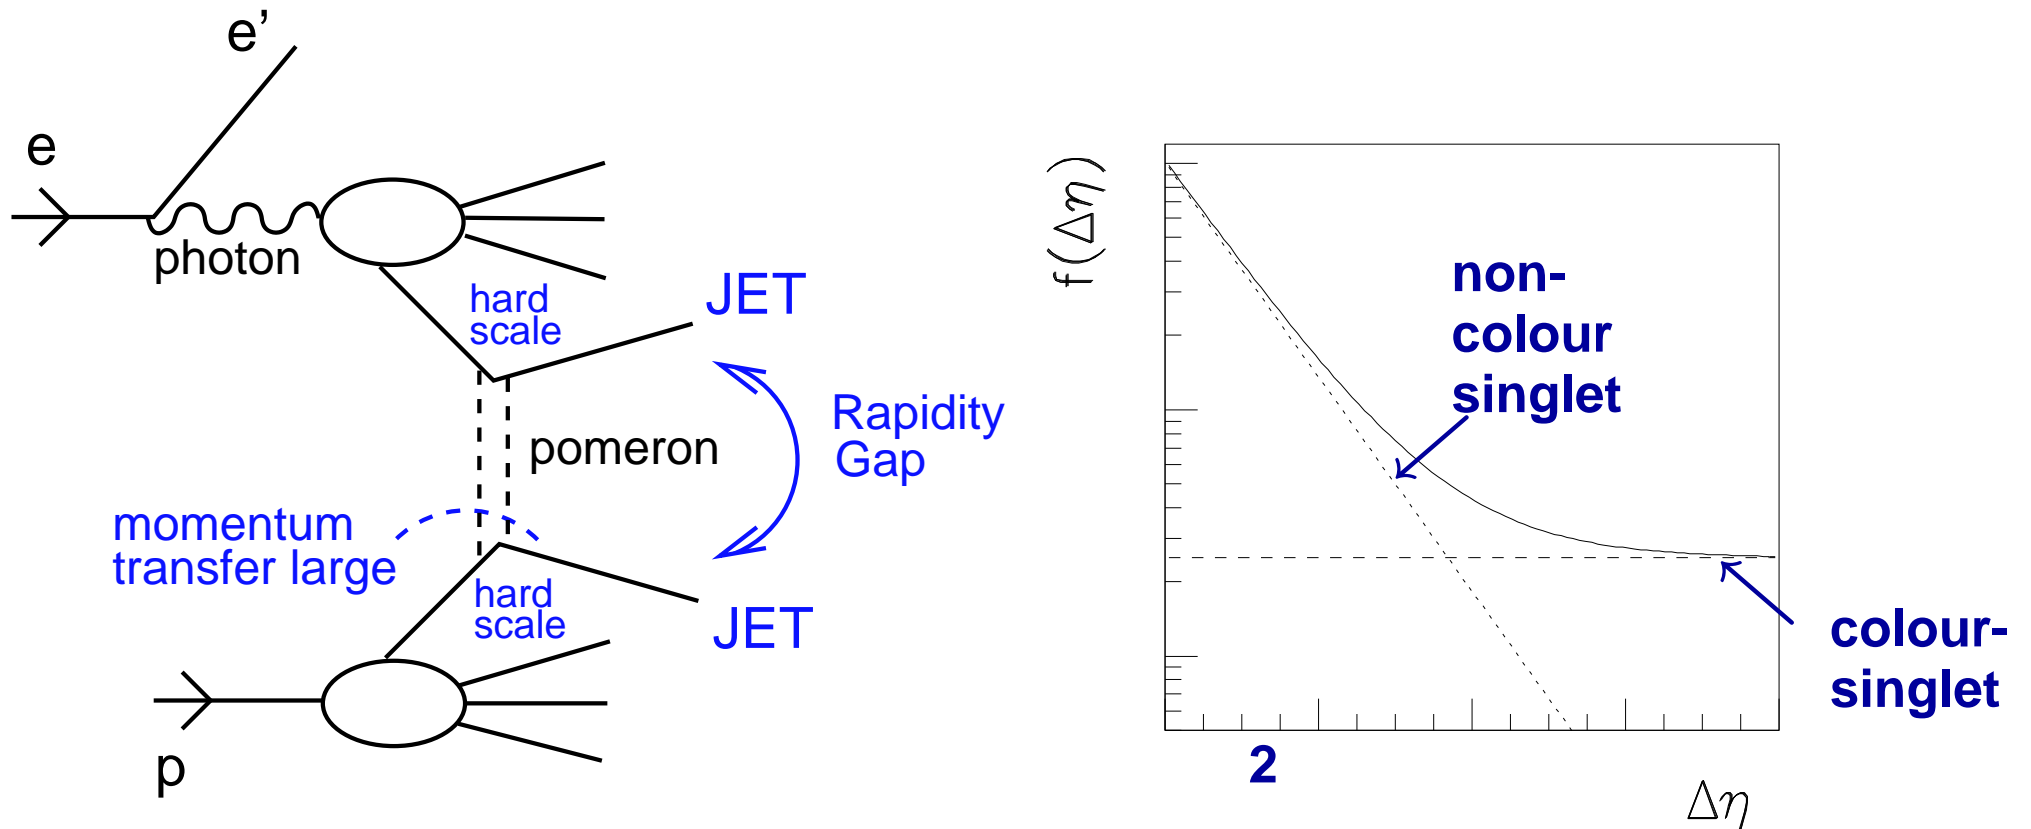 e’
e
photon
hard
scale
JET
pomeron
Rapidity
Gap
momentum
transfer large
hard
scale
JET
p
f(Δη)
non-
colour
singlet
colour-
singlet
2
Δη